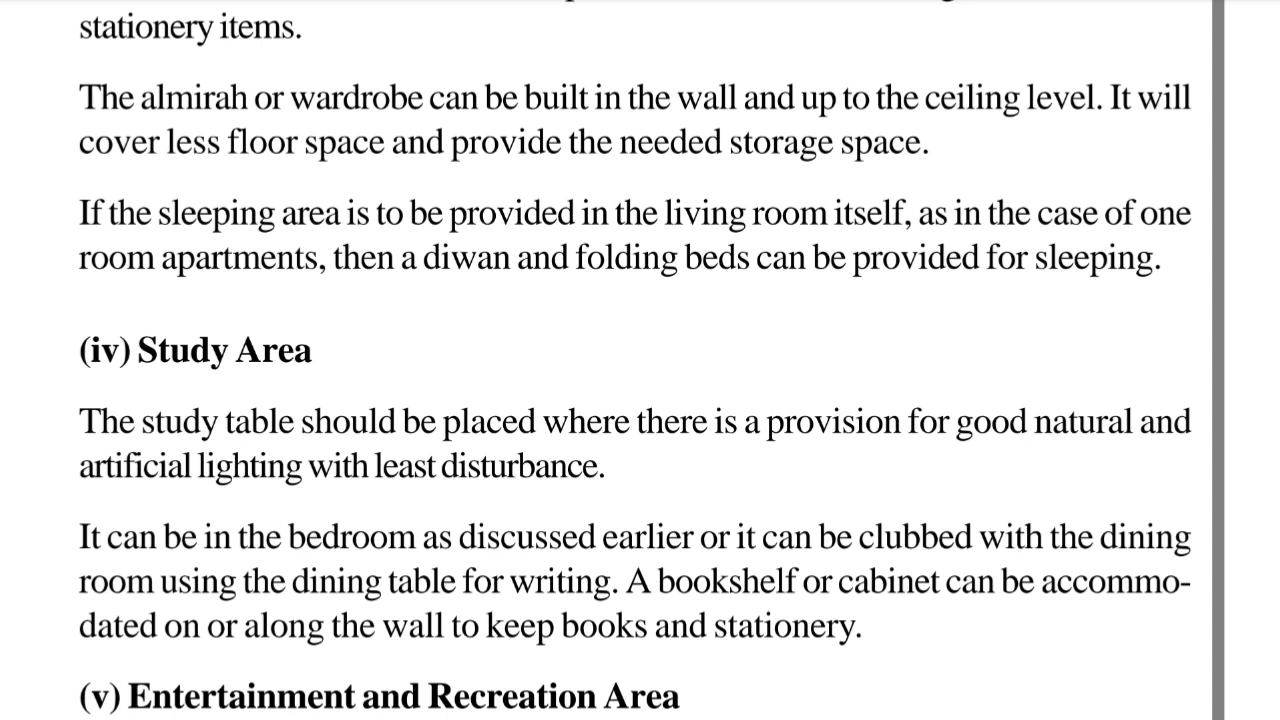 stationery items.
The almirah or wardrobe can be built in the wall and up to the ceiling level. It will
cover less floor space and provide the needed storage space.
If the sleeping area is to be provided in the living room itself, as in the case of one
room apartments, then a diwan and folding beds can be provided for sleeping.
(iv) Study Area
The study table should be placed where there is a provision for good natural and
artificial lighting with least disturbance.
It can be in the bedroom as discussed earlier or it can be clubbed with the dining
room using the dining table for writing. A bookshelf or cabinet can be accommo-
dated on or along the wall to keep books and stationery.
(v) Entertainment and Recreation Area